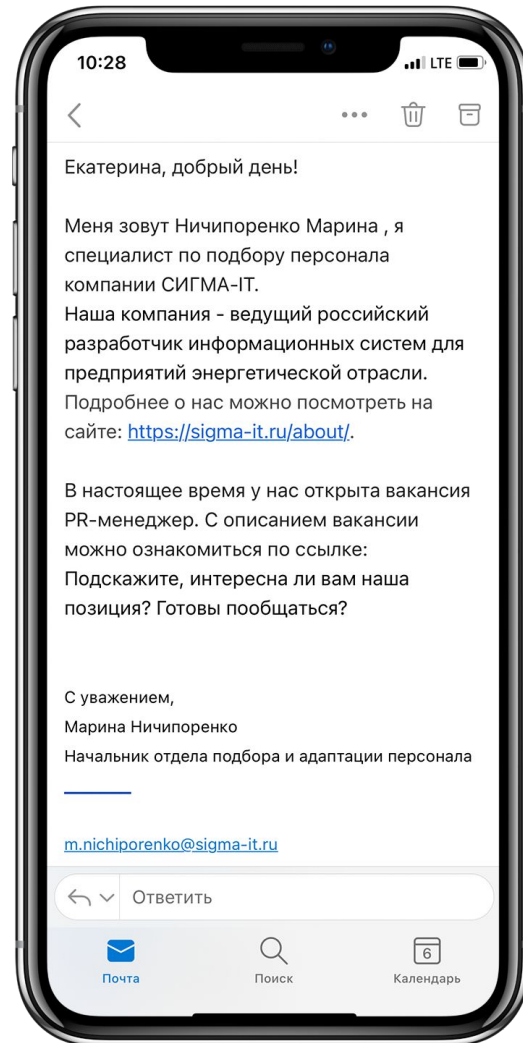 10:28
LTE
Екатерина, добрый день!
Меня зовут Ничипоренко Марина , я
специалист по подбору персонала
компании СИГМА-IT.
Наша компания - ведущий российский
разработчик информационных систем для
предприятий энергетической отрасли.
Подробнее о нас можно посмотреть на
сайте: https://sigma-it.ru/about/.
В настоящее время у нас открыта вакансия
PR-менеджер. С описанием вакансии
можно ознакомиться по ссылке:
Подскажите, интересна ли вам наша
позиция? Готовы пообщаться?
С уважением,
Марина Ничипоренко
Начальник отдела подбора и адаптации персонала
m.nichiporenko@sigma-it.ru
Ответить
6
Почта Поиск Календарь